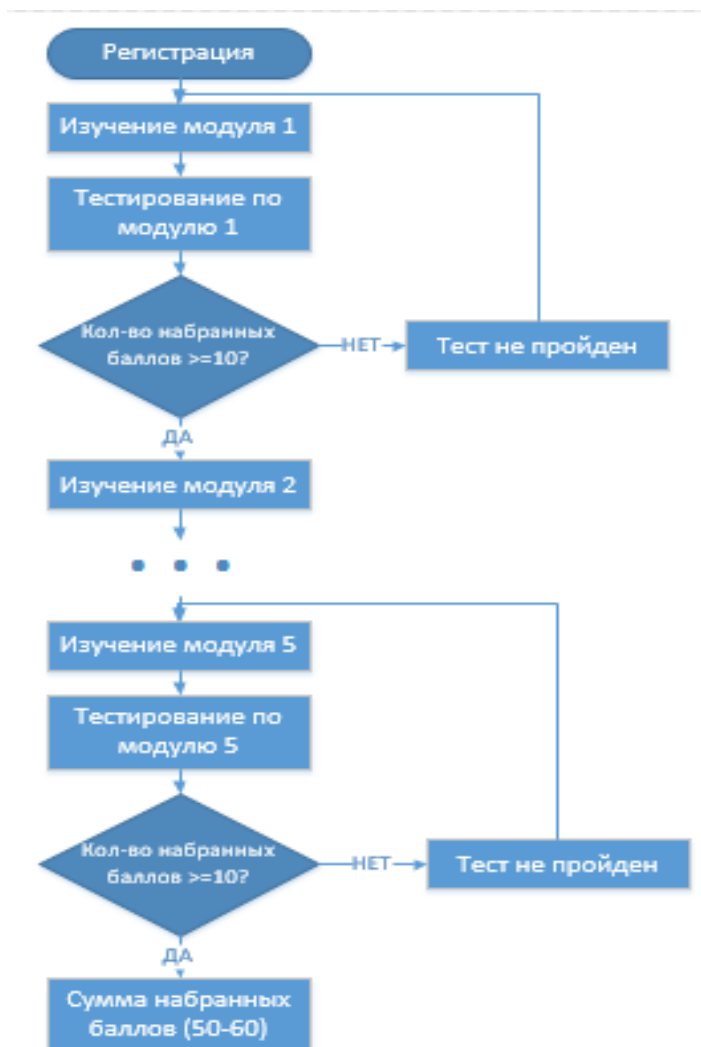 Регистрация
Изучение модуля 1
Тестирование по
модулю 1
Кол-во набранных
баллов >=10?
НЕТ
Тест не пройден
ДА
Изучение модуля 2
• • •
Изучение модуля 5
Тестирование по
модулю 5
Кол-во набранных
баллов >=10?
НЕТ
Тест не пройден
ДА
Сумма набранных
баллов (50-60)